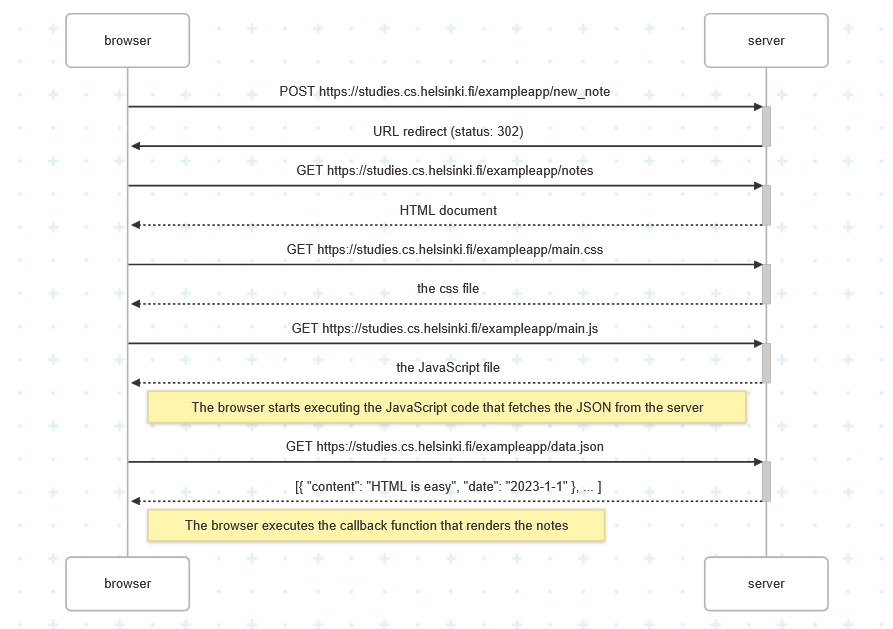 browser
server
POST https://studies.cs.helsinki.fi/exampleapp/new_note
URL redirect (status: 302)
GET https://studies.cs.helsinki.fi/exampleapp/notes
HTML document
GET https://studies.cs.helsinki.fi/exampleapp/main.css
the css file
GET https://studies.cs.helsinki.fi/exampleapp/main.js
the JavaScript file
The browser starts executing the JavaScript code that fetches the JSON from the server
GET https://studies.cs.helsinki.fi/exampleapp/data.json
[{ "content": "HTML is easy", "date": "2023-1-1" }, ... ]
The browser executes the callback function that renders the notes
browser
server